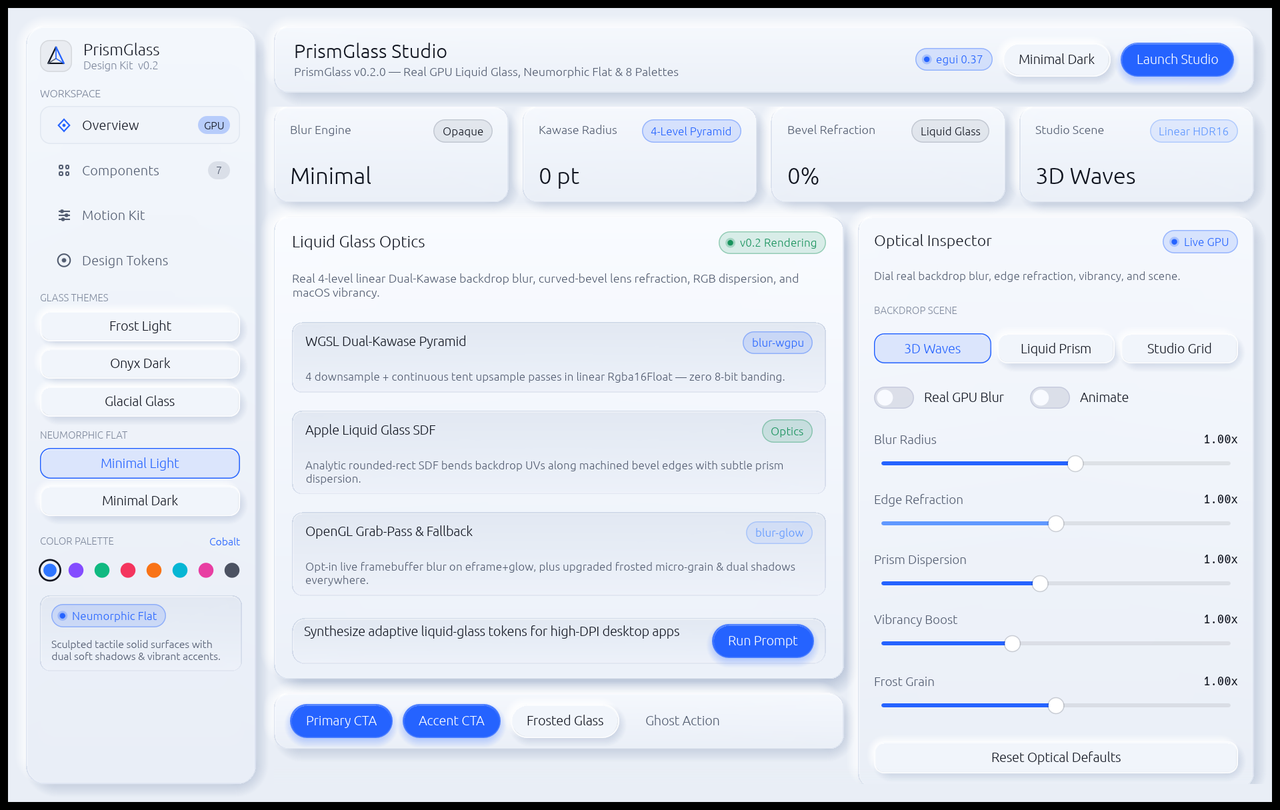 PrismGlass
Design Kit v0.2
WORKSPACE
Overview GPU
Components 7
Motion Kit
Design Tokens
GLASS THEMES
Frost Light
Onyx Dark
Glacial Glass
NEUMORPHIC FLAT
Minimal Light
Minimal Dark
COLOR PALETTE Cobalt
Neumorphic Flat
Sculpted tactile solid surfaces with
dual soft shadows & vibrant accents.
PrismGlass Studio
PrismGlass v0.2.0 — Real GPU Liquid Glass, Neumorphic Flat & 8 Palettes
egui 0.37
Minimal Dark
Launch Studio
Blur Engine Opaque
Minimal
Kawase Radius 4-Level Pyramid
0 pt
Bevel Refraction Liquid Glass
0%
Studio Scene Linear HDR16
3D Waves
Liquid Glass Optics v0.2 Rendering
Real 4-level linear Dual-Kawase backdrop blur, curved-bevel lens refraction, RGB dispersion, and
macOS vibrancy.
WGSL Dual-Kawase Pyramid blur-wgpu
4 downsample + continuous tent upsample passes in linear Rgba16Float — zero 8-bit banding.
Apple Liquid Glass SDF Optics
Analytic rounded-rect SDF bends backdrop UVs along machined bevel edges with subtle prism
dispersion.
OpenGL Grab-Pass & Fallback blur-glow
Opt-in live framebuffer blur on eframe+glow, plus upgraded frosted micro-grain & dual shadows
everywhere.
Synthesize adaptive liquid-glass tokens for high-DPI desktop apps Run Prompt
Primary CTA Accent CTA Frosted Glass Ghost Action
Optical Inspector Live GPU
Dial real backdrop blur, edge refraction, vibrancy, and scene.
BACKDROP SCENE
3D Waves Liquid Prism Studio Grid
Real GPU Blur Animate
Blur Radius 1.00x
Edge Refraction 1.00x
Prism Dispersion 1.00x
Vibrancy Boost 1.00x
Frost Grain 1.00x
Reset Optical Defaults